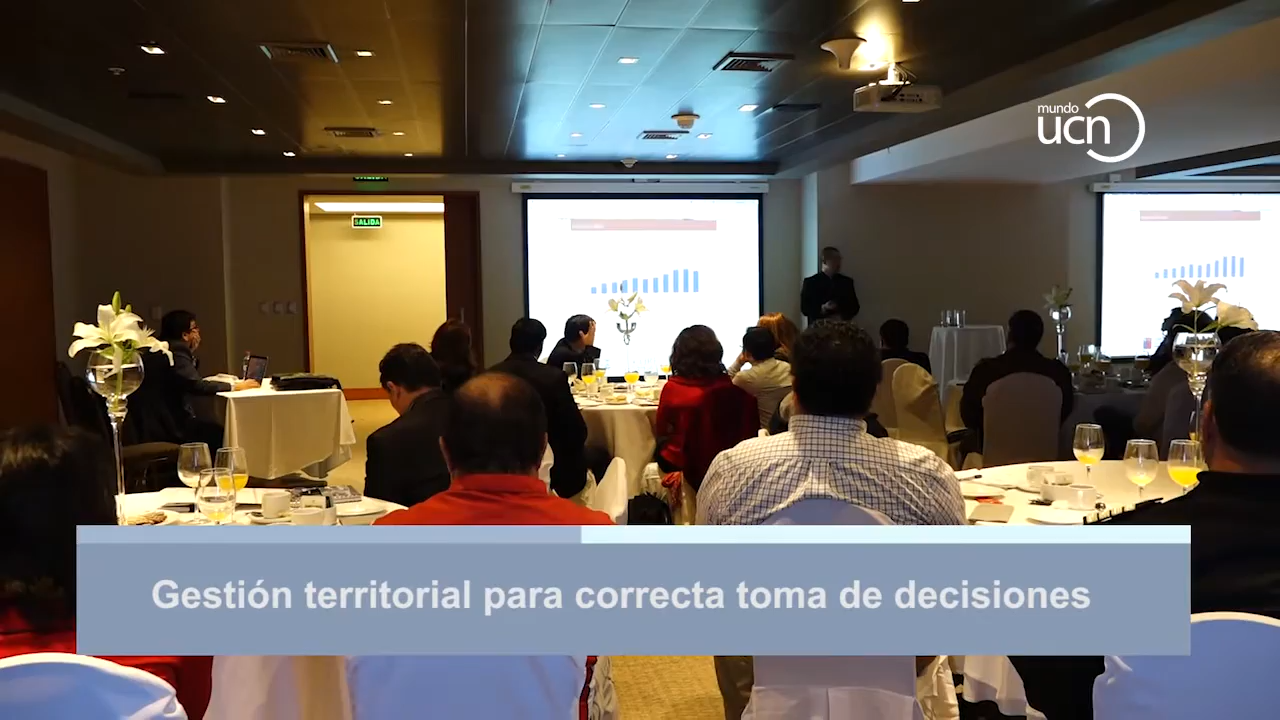 mundo
ucn
SALIDA
Gestión territorial para correcta toma de decisiones